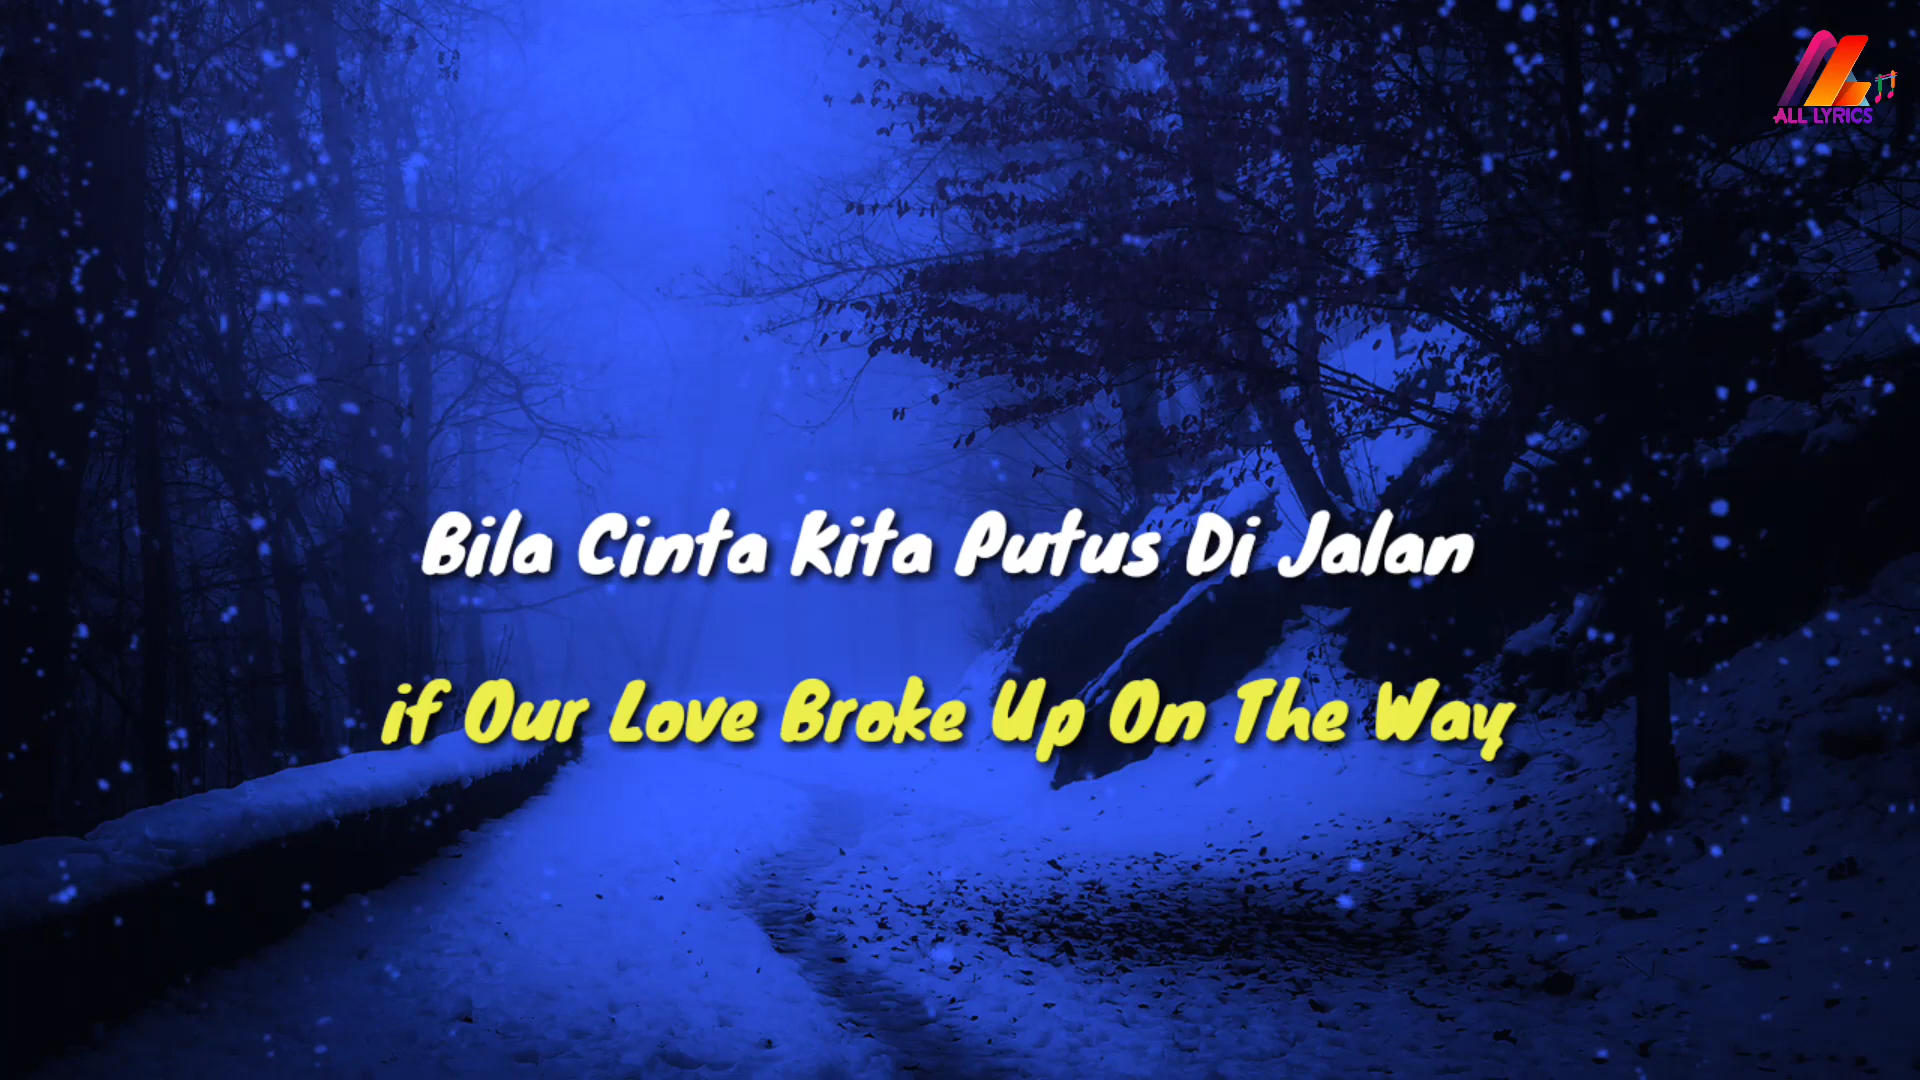 ALL LYRICS
Bila Cinta Kita Putus Di Jalan
if Our Love Broke Up On The Way